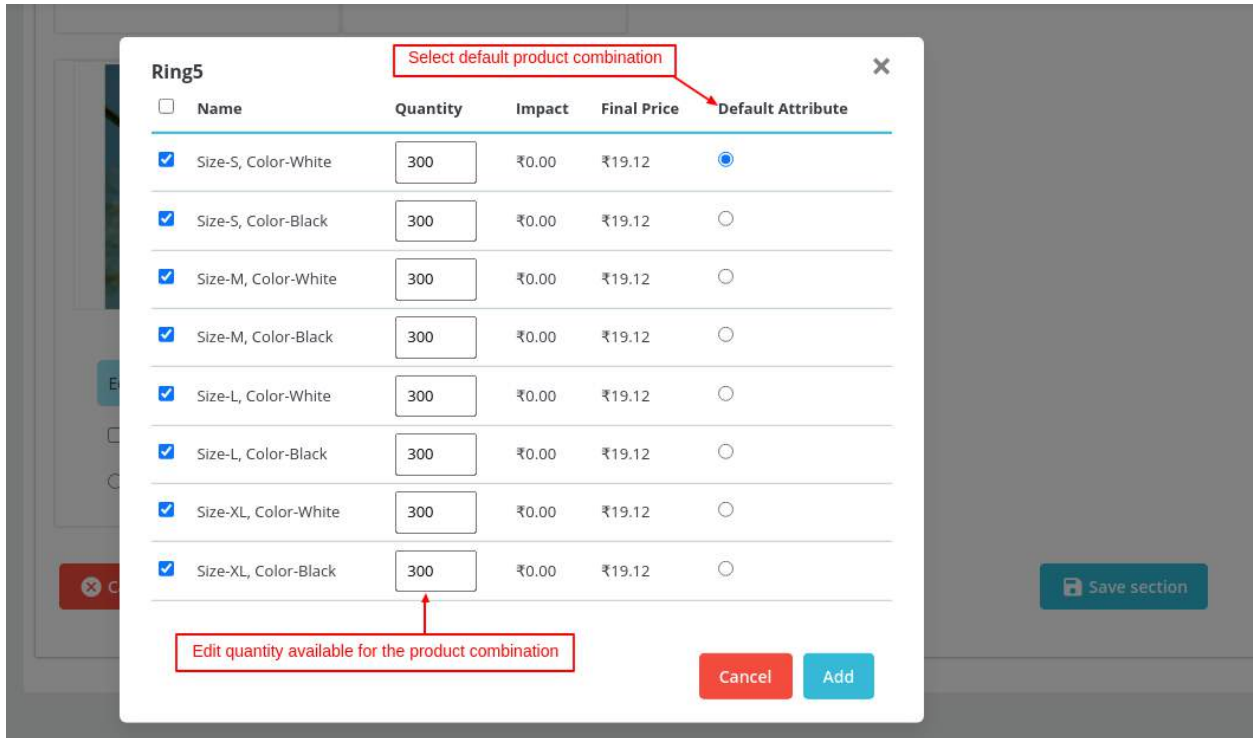 Select default product combination
Ring5
Name Quantity Impact Final Price Default Attribute
Size-S, Color-White 300 ₹0.00 ₹19.12
Size-S, Color-Black 300 ₹0.00 ₹19.12
Size-M, Color-White 300 ₹0.00 ₹19.12
Size-M, Color-Black 300 ₹0.00 ₹19.12
Size-L, Color-White 300 ₹0.00 ₹19.12
Size-L, Color-Black 300 ₹0.00 ₹19.12
Size-XL, Color-White 300 ₹0.00 ₹19.12
Size-XL, Color-Black 300 ₹0.00 ₹19.12
Save section
Edit quantity available for the product combination
Cancel Add